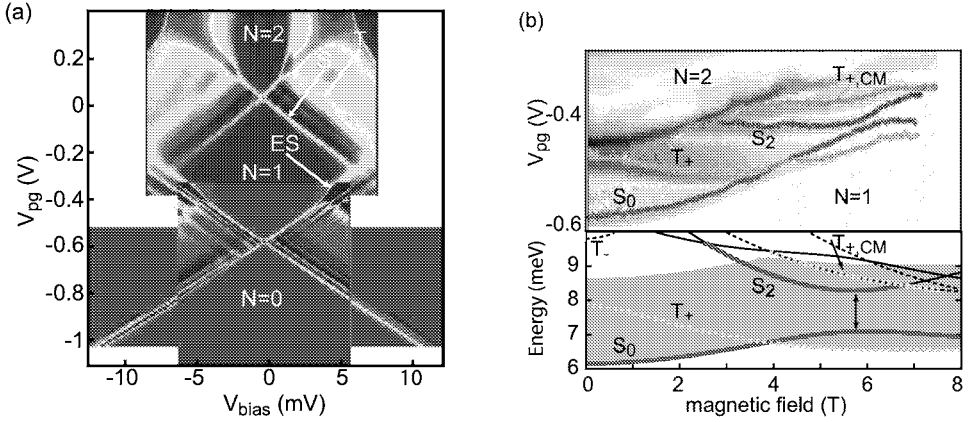 (a)
0.2
0
-0.2
-0.4
-0.6
-0.8
-1
V_pg (V)
N=2
S
T
ES
N=1
N=0
-10
-5
0
5
10
V_bias (mV)
(b)
V_pg (V)
-0.4
-0.6
N=2
T_+,CM
S_2
T_+
S_0
N=1
Energy (meV)
9
8
7
6
T_-
T_+,CM
S_2
T_+
S_0
0
2
4
6
8
magnetic field (T)